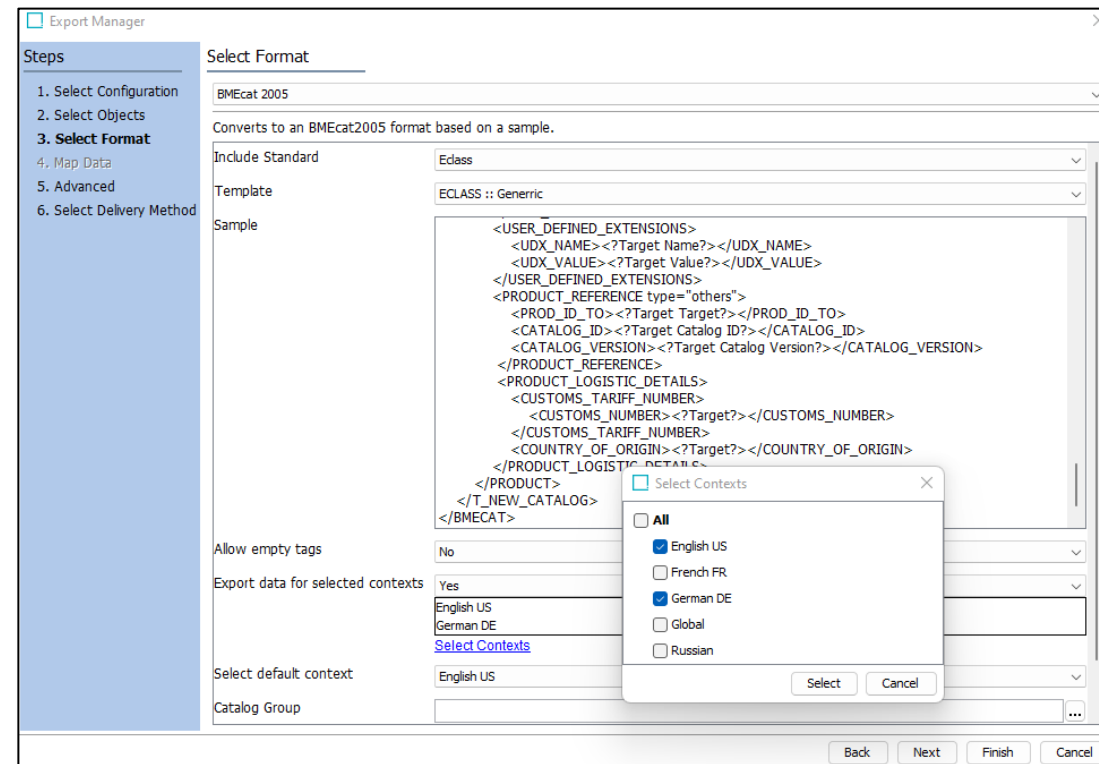 Export Manager
Steps
1. Select Configuration
2. Select Objects
3. Select Format
4. Map Data
5. Advanced
6. Select Delivery Method
Select Format
BMEcat 2005
Converts to an BMEcat2005 format based on a sample.
Include Standard
Eclass
Template
ECLASS :: Generric
Sample
<USER_DEFINED_EXTENSIONS>
<UDX_NAME><?Target Name?></UDX_NAME>
<UDX_VALUE><?Target Value?></UDX_VALUE>
</USER_DEFINED_EXTENSIONS>
<PRODUCT_REFERENCE type="others">
<PROD_ID_TO><?Target Target?></PROD_ID_TO>
<CATALOG_ID><?Target Catalog ID?></CATALOG_ID>
<CATALOG_VERSION><?Target Catalog Version?></CATALOG_VERSION>
</PRODUCT_REFERENCE>
<PRODUCT_LOGISTIC_DETAILS>
<CUSTOMS_TARIFF_NUMBER>
<CUSTOMS_NUMBER><?Target?></CUSTOMS_NUMBER>
</CUSTOMS_TARIFF_NUMBER>
<COUNTRY_OF_ORIGIN><?Target?></COUNTRY_OF_ORIGIN>
</PRODUCT_LOGISTIC_DETAILS>
</PRODUCT>
</T_NEW_CATALOG>
</BMECAT>
Allow empty tags
No
Export data for selected contexts
Yes
English US
German DE
Select Contexts
Select default context
English US
Catalog Group
...
Select Contexts
All
English US
French FR
German DE
Global
Russian
Select
Cancel
Back
Next
Finish
Cancel